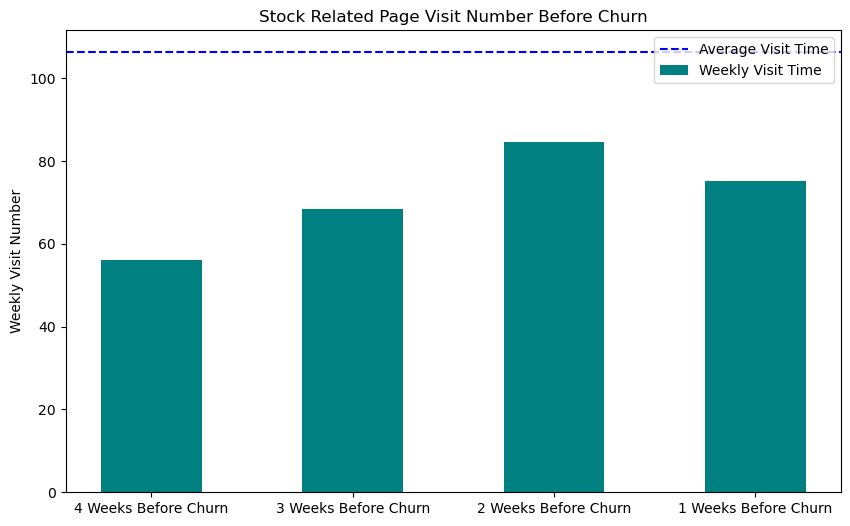 Stock Related Page Visit Number Before Churn
Average Visit Time
Weekly Visit Time
Weekly Visit Number
100
80
60
40
20
0
4 Weeks Before Churn
3 Weeks Before Churn
2 Weeks Before Churn
1 Weeks Before Churn